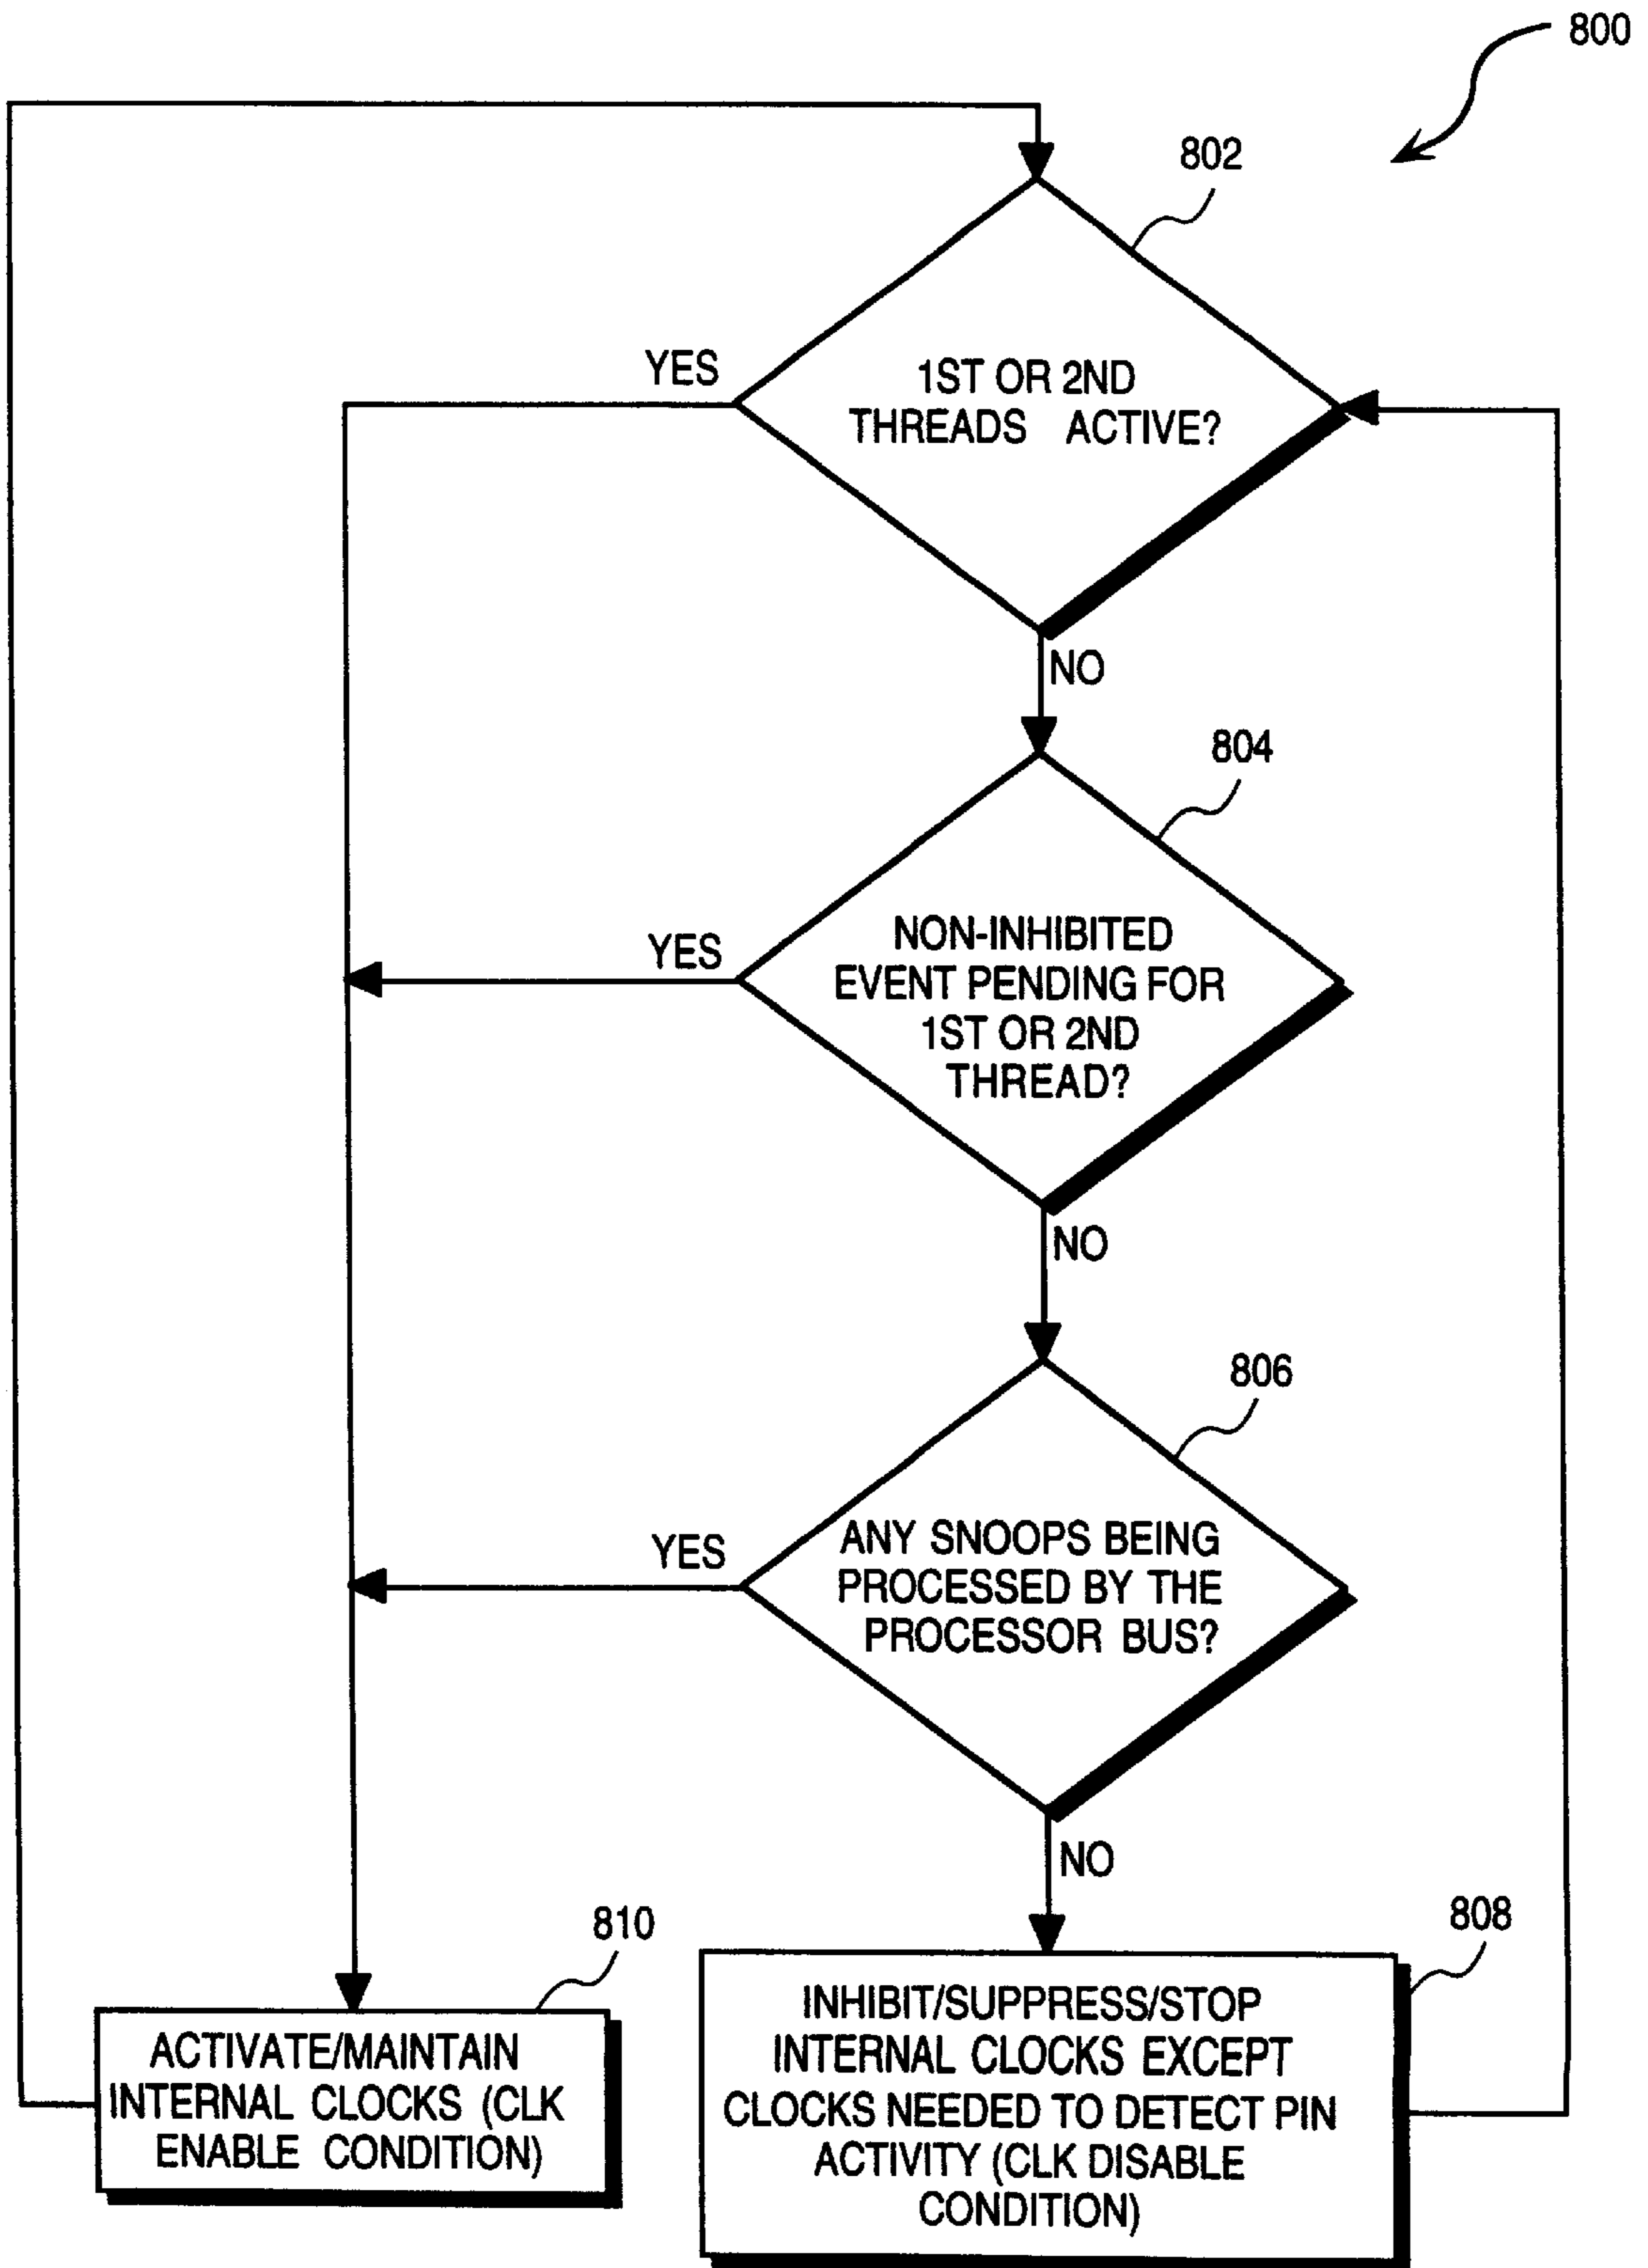 800
802
YES
1ST OR 2ND
THREADS ACTIVE?
NO
804
YES
NON-INHIBITED
EVENT PENDING FOR
1ST OR 2ND
THREAD?
NO
806
YES
ANY SNOOPS BEING
PROCESSED BY THE
PROCESSOR BUS?
NO
810
ACTIVATE/MAINTAIN
INTERNAL CLOCKS (CLK
ENABLE CONDITION)
808
INHIBIT/SUPPRESS/STOP
INTERNAL CLOCKS EXCEPT
CLOCKS NEEDED TO DETECT PIN
ACTIVITY (CLK DISABLE
CONDITION)